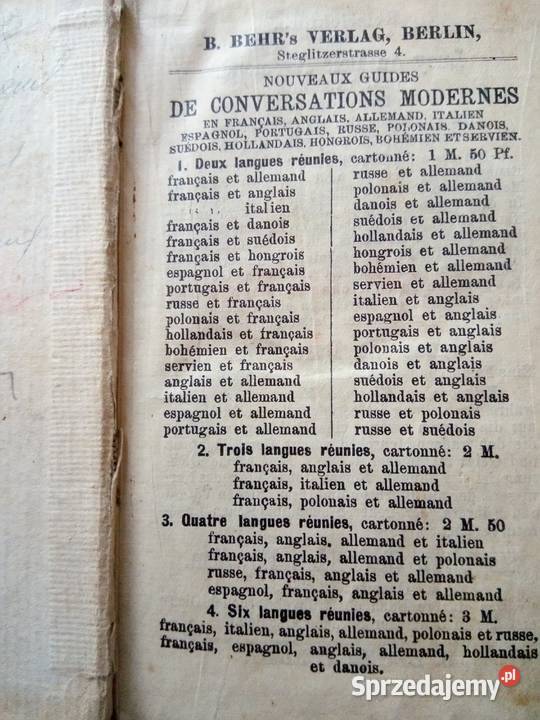 B. BEHR's VERLAG, BERLIN,
Steglitzerstrasse 4.
NOUVEAUX GUIDES
DE CONVERSATIONS MODERNES
EN FRANÇAIS, ANGLAIS, ALLEMAND, ITALIEN
ESPAGNOL, PORTUGAIS, RUSSE, POLONAIS, DANOIS,
SUÉDOIS, HOLLANDAIS, HONGROIS, BOHÉMIEN ET SERVIEN.
1. Deux langues réunies, cartonné: 1 M. 50 Pf.
français et allemand
français et anglais
italien
français et danois
français et suédois
français et hongrois
espagnol et français
portugais et français
russe et français
polonais et français
hollandais et français
bohémien et français
servien et français
anglais et allemand
italien et allemand
espagnol et allemand
portugais et allemand
russe et allemand
polonais et allemand
danois et allemand
suédois et allemand
hollandais et allemand
hongrois et allemand
bohémien et allemand
servien et allemand
italien et anglais
espagnol et anglais
portugais et anglais
polonais et anglais
danois et anglais
suédois et anglais
hollandais et anglais
russe et polonais
russe et suédois
2. Trois langues réunies, cartonné: 2 M.
français, anglais et allemand
français, italien et allemand
français, polonais et allemand
3. Quatre langues réunies, cartonné: 2 M. 50
français, anglais, allemand et italien
français, anglais, allemand et polonais
russe, français, anglais et allemand
espagnol, français, anglais et allemand
4. Six langues réunies, cartonné: 3 M.
français, italien, anglais, allemand, polonais et russe,
français, espagnol, anglais, allemand, hollandais
et danois.
Sprzedajemy.pl